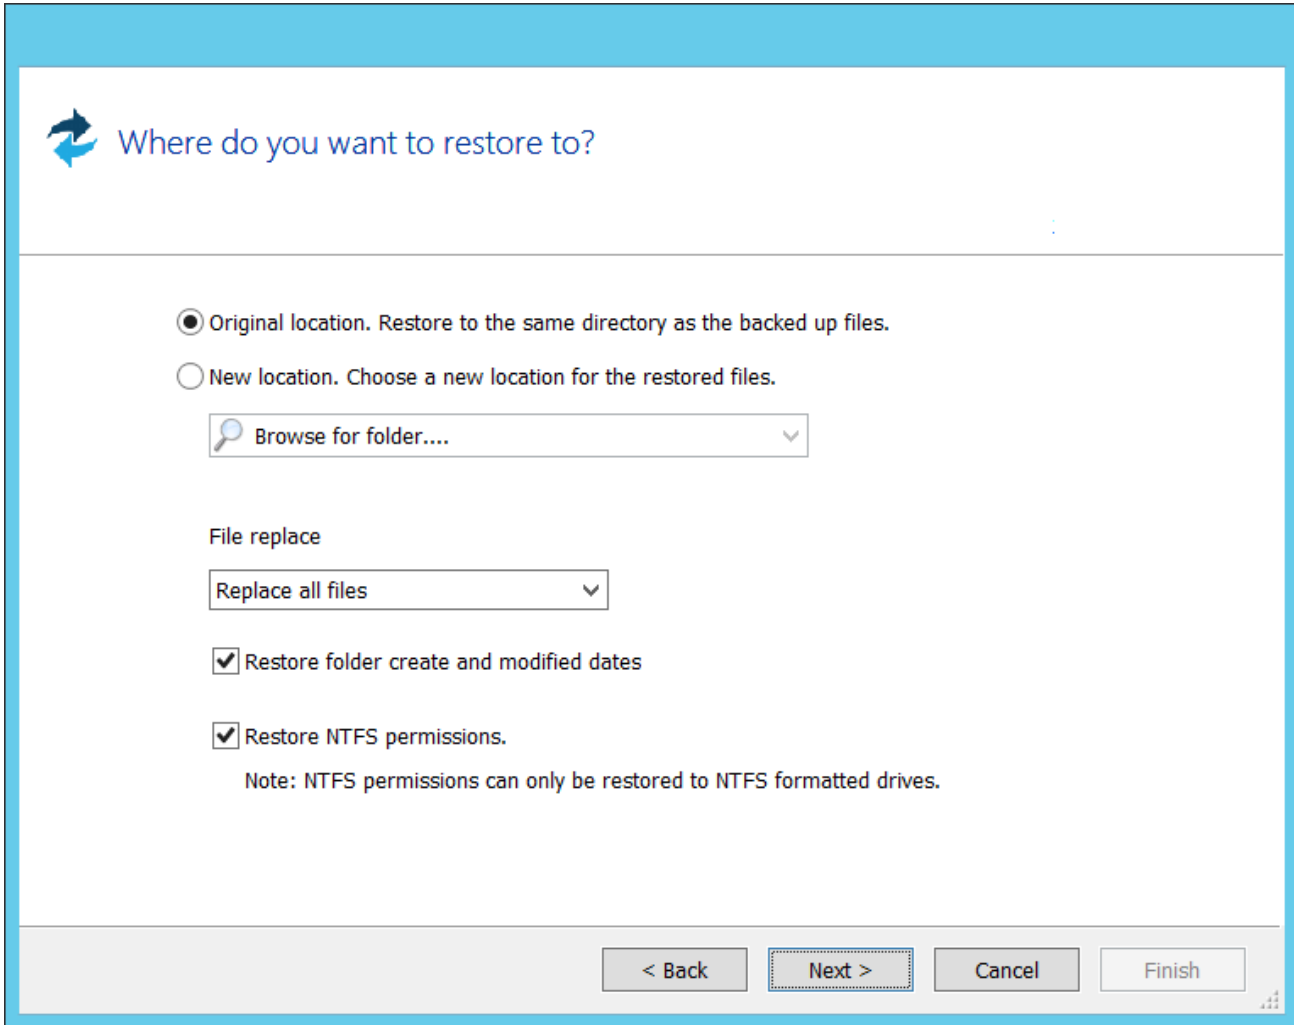 Where do you want to restore to?
Original location. Restore to the same directory as the backed up files.
New location. Choose a new location for the restored files.
Browse for folder....
File replace
Replace all files
Restore folder create and modified dates
Restore NTFS permissions.
Note: NTFS permissions can only be restored to NTFS formatted drives.
< Back Next > Cancel Finish